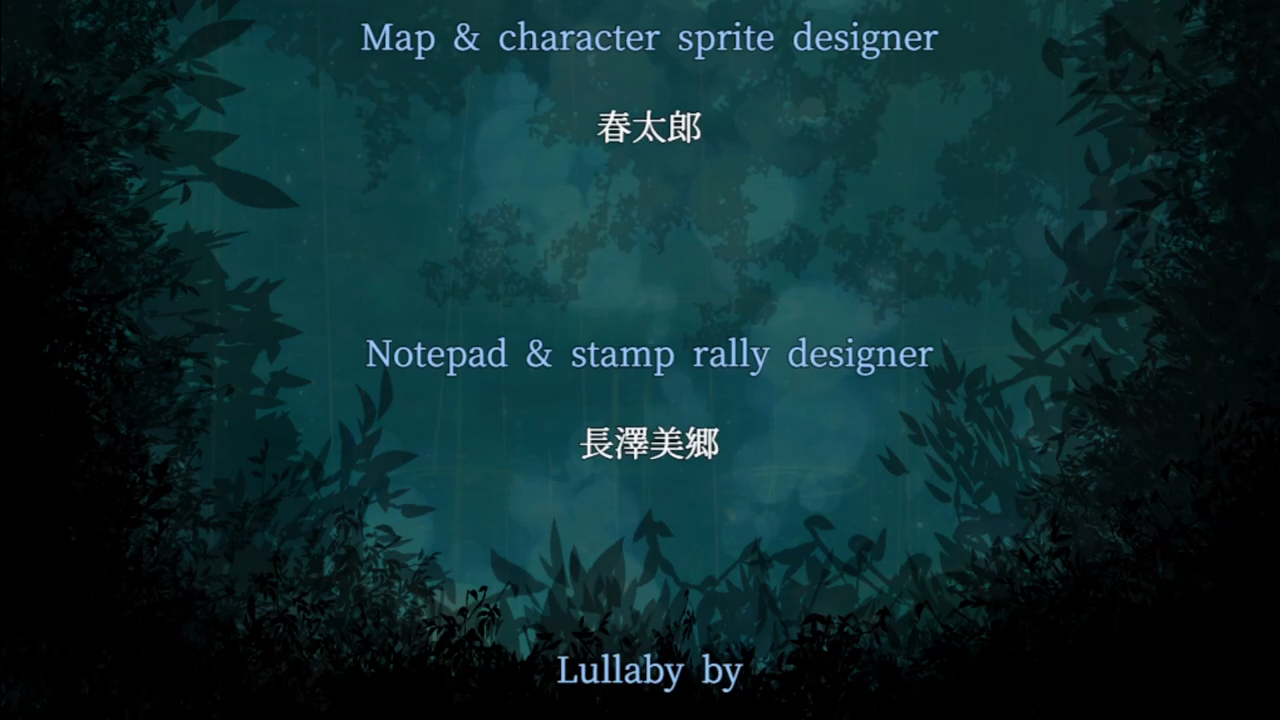 Map & character sprite designer
春太郎
Notepad & stamp rally designer
長澤美郷
Lullaby by